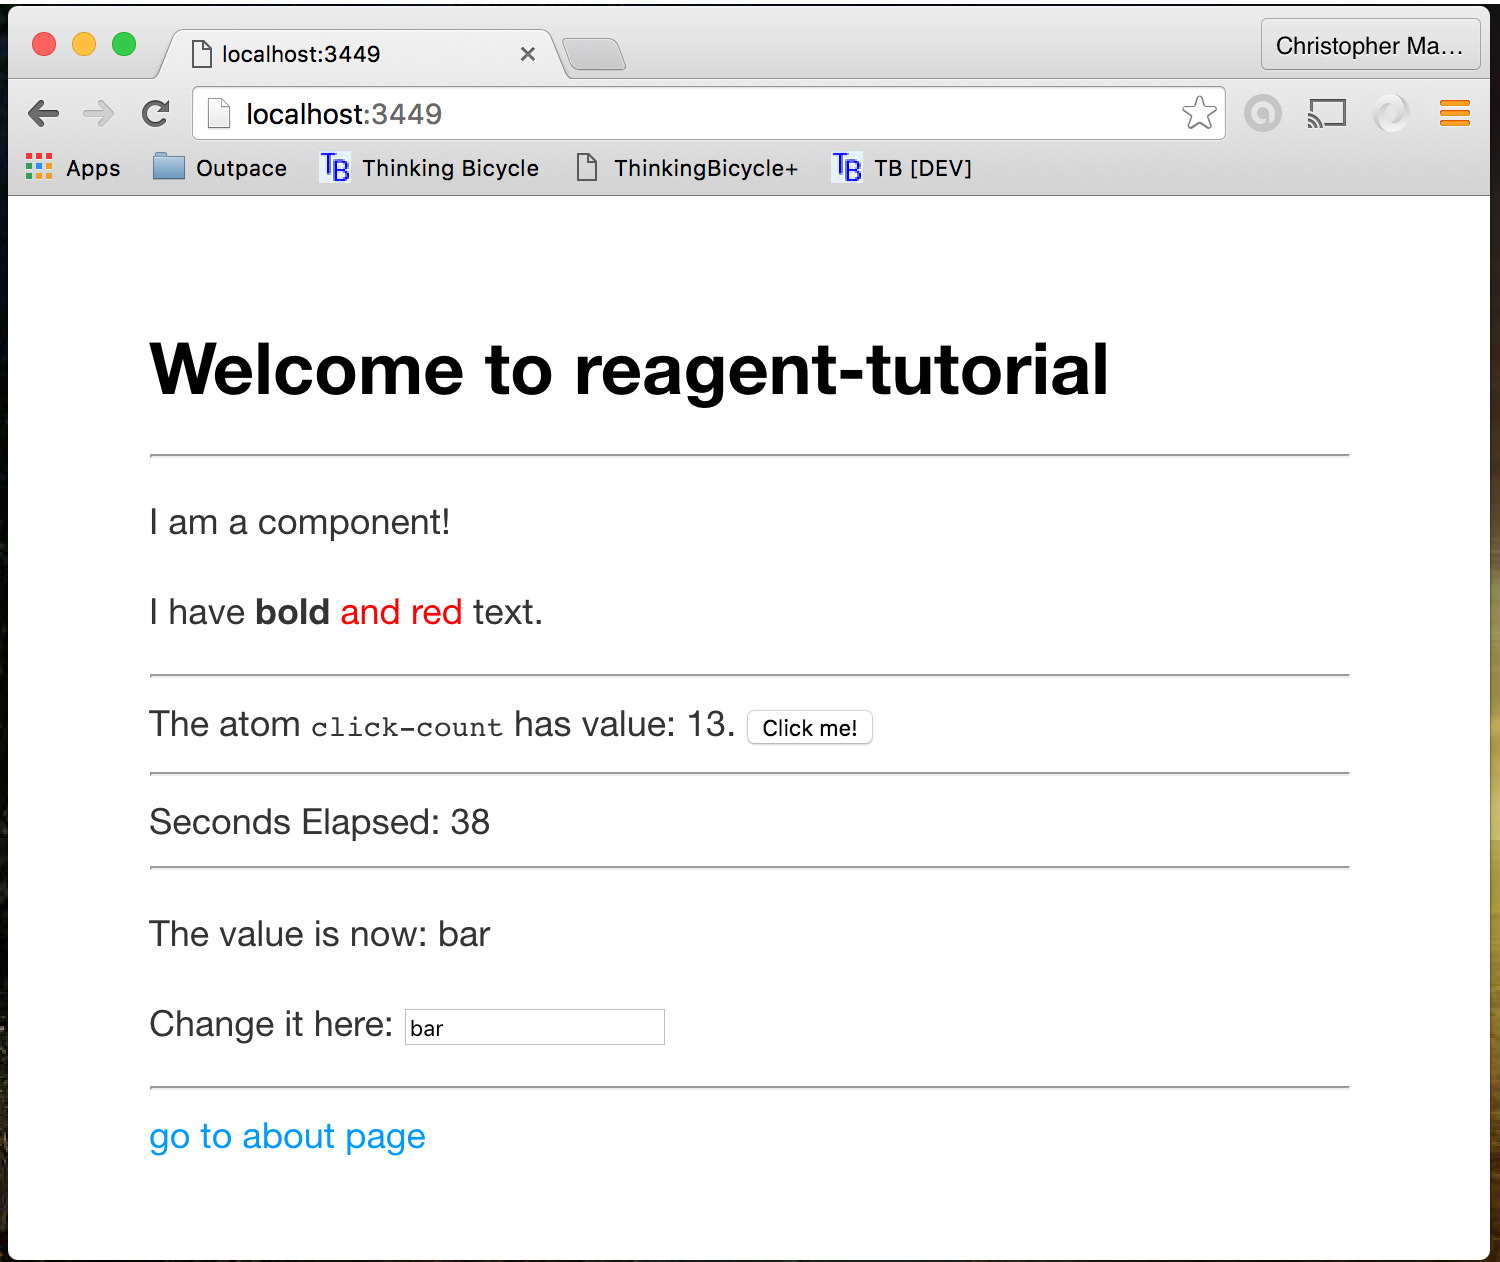 localhost:3449
Christopher Ma...
localhost:3449
Apps Outpace TB Thinking Bicycle ThinkingBicycle+ TB TB [DEV]
Welcome to reagent-tutorial
I am a component!
I have bold and red text.
The atom click-count has value: 13. Click me!
Seconds Elapsed: 38
The value is now: bar
Change it here: bar
go to about page